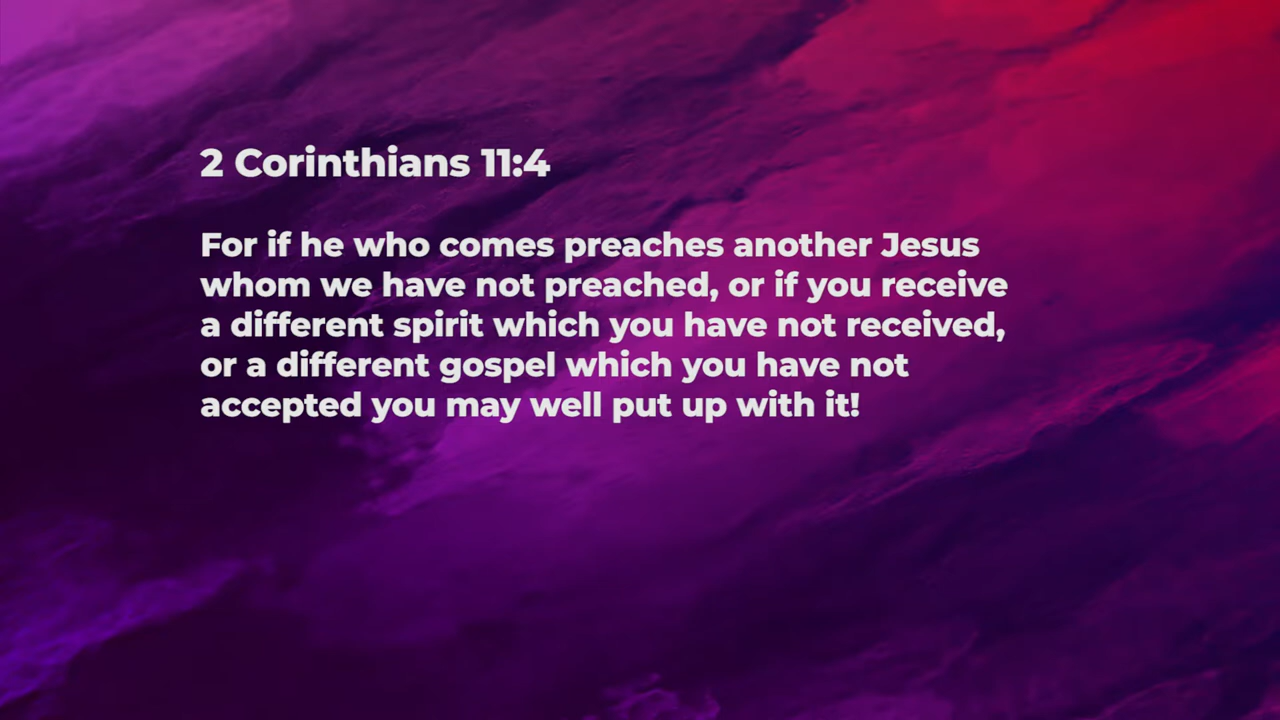 2 Corinthians 11:4
For if he who comes preaches another Jesus
whom we have not preached, or if you receive
a different spirit which you have not received,
or a different gospel which you have not
accepted you may well put up with it!